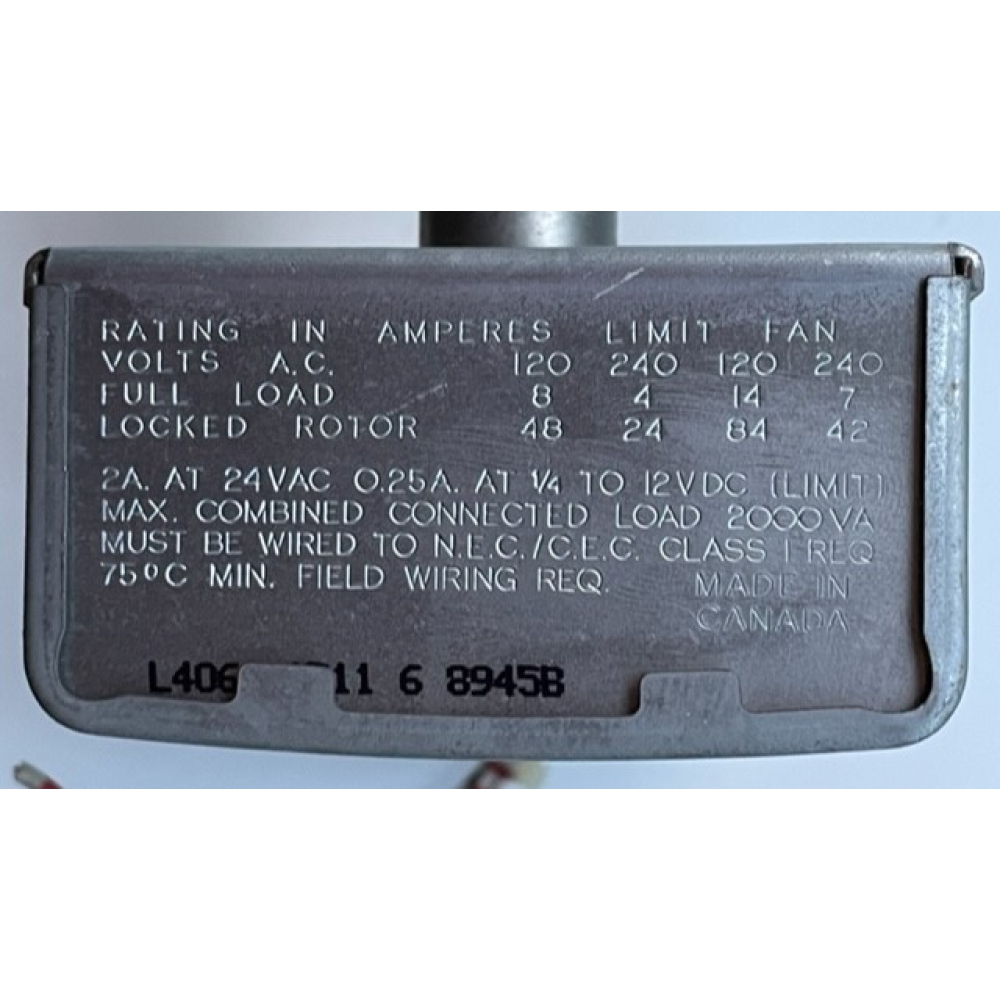 RATING IN AMPERES LIMIT FAN
VOLTS A.C. 120 240 120 240
FULL LOAD 8 4 14 7
LOCKED ROTOR 48 24 84 42
2A. AT 24VAC 0.25A. AT 1/4 TO 12VDC (LIMIT)
MAX. COMBINED CONNECTED LOAD 2000VA
MUST BE WIRED TO N.E.C./C.E.C. CLASS 1 REQ
75°C MIN. FIELD WIRING REQ.
MADE IN
CANADA
11 6 8945B